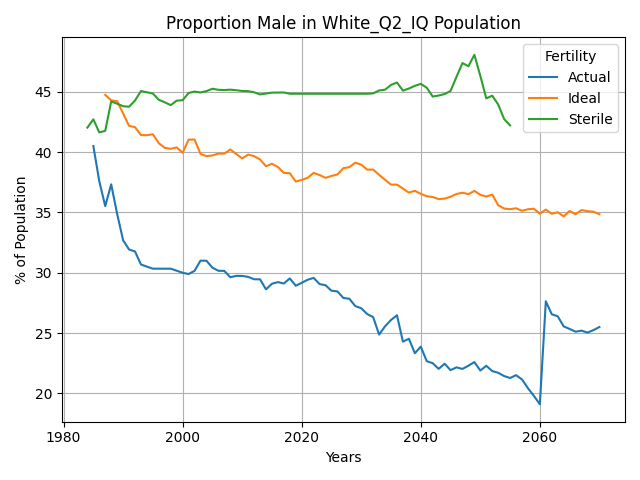 Proportion Male in White_Q2_IQ Population
% of Population
45
40
35
30
25
20
1980
2000
2020
2040
2060
Years
Fertility
Actual
Ideal
Sterile